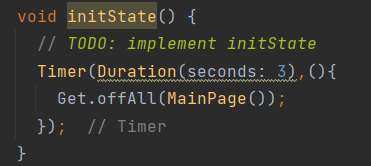 void initState() {
// TODO: implement initState
Timer(Duration(seconds: 3),(){
Get.offAll(MainPage());
});  // Timer
}